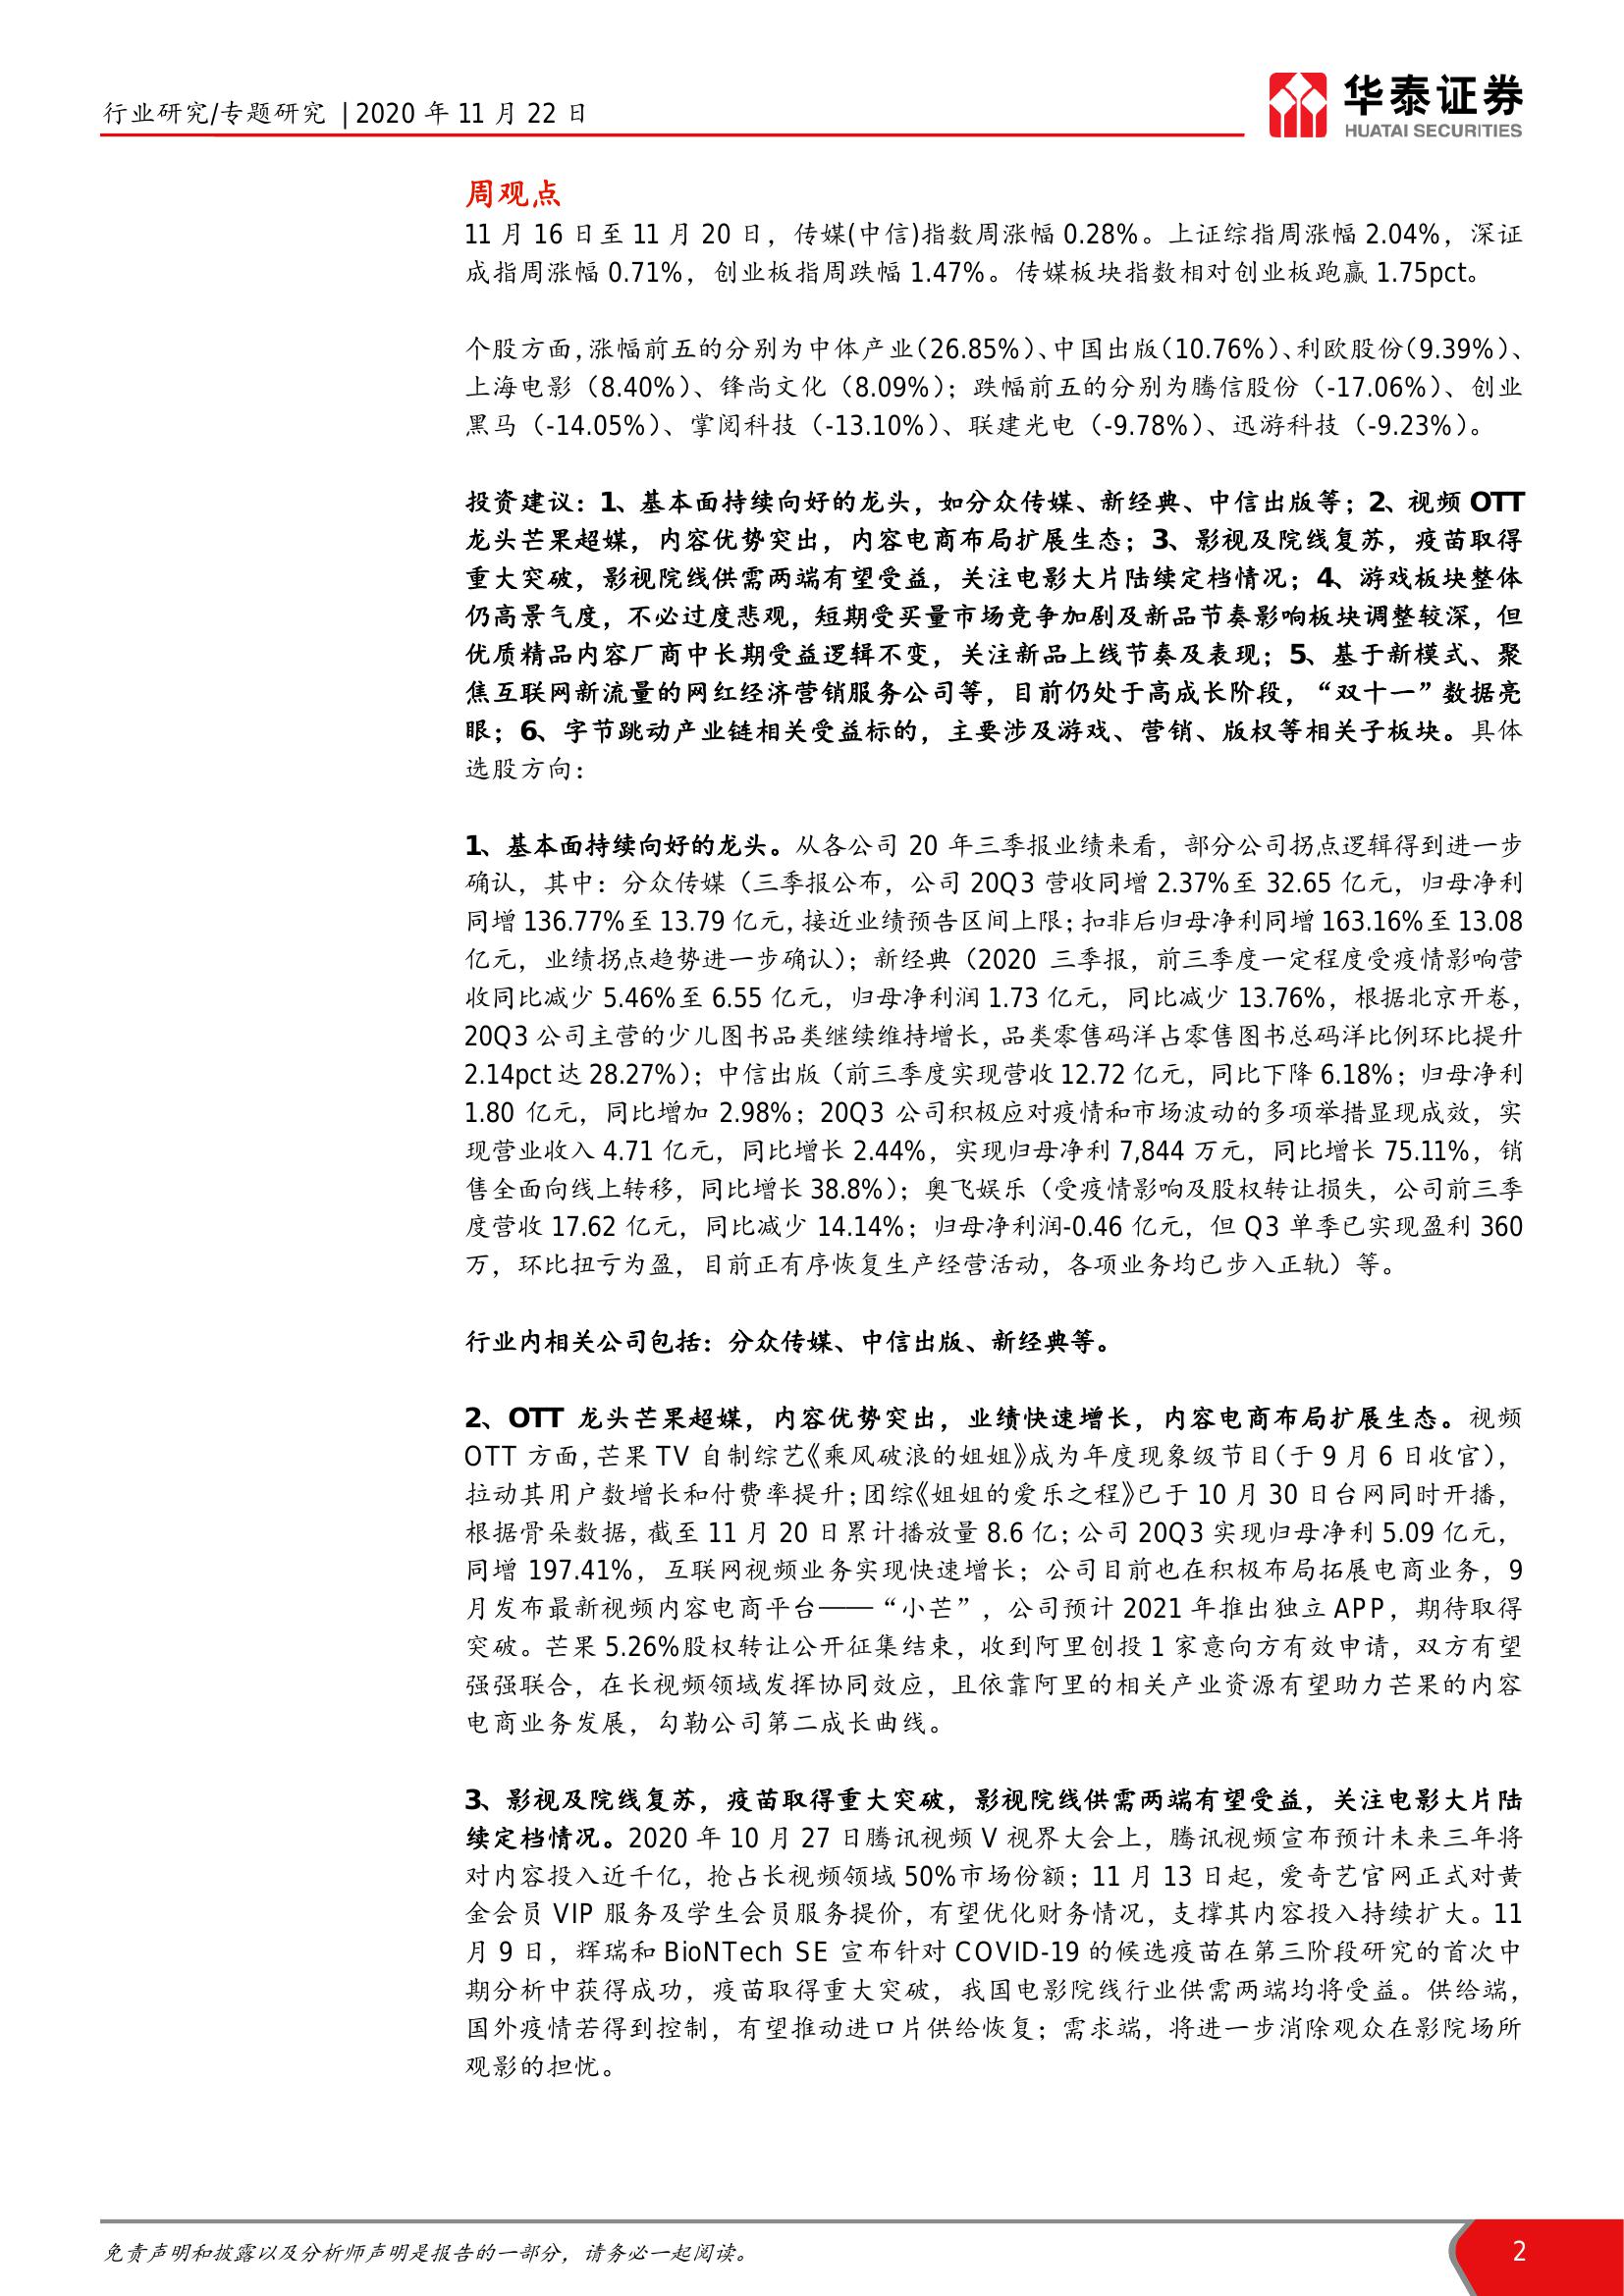 行业研究/专题研究 | 2020 年 11 月 22 日
华泰证券
HUATAI SECURITIES
周观点
11 月 16 日至 11 月 20 日，传媒(中信)指数周涨幅 0.28%。上证综指周涨幅 2.04%，深证
成指周涨幅 0.71%，创业板指周跌幅 1.47%。传媒板块指数相对创业板跑赢 1.75pct。
个股方面，涨幅前五的分别为中体产业（26.85%）、中国出版（10.76%）、利欧股份（9.39%）、
上海电影（8.40%）、锋尚文化（8.09%）；跌幅前五的分别为腾信股份（-17.06%）、创业
黑马（-14.05%）、掌阅科技（-13.10%）、联建光电（-9.78%）、迅游科技（-9.23%）。
投资建议：1、基本面持续向好的龙头，如分众传媒、新经典、中信出版等；2、视频 OTT
龙头芒果超媒，内容优势突出，内容电商布局扩展生态；3、影视及院线复苏，疫苗取得
重大突破，影视院线供需两端有望受益，关注电影大片陆续定档情况；4、游戏板块整体
仍高景气度，不必过度悲观，短期受买量市场竞争加剧及新品节奏影响板块调整较深，但
优质精品内容厂商中长期受益逻辑不变，关注新品上线节奏及表现；5、基于新模式、聚
焦互联网新流量的网红经济营销服务公司等，目前仍处于高成长阶段，“双十一”数据亮
眼；6、字节跳动产业链相关受益标的，主要涉及游戏、营销、版权等相关子板块。具体
选股方向：
1、基本面持续向好的龙头。从各公司 20 年三季报业绩来看，部分公司拐点逻辑得到进一步
确认，其中：分众传媒（三季报公布，公司 20Q3 营收同增 2.37%至 32.65 亿元，归母净利
同增 136.77%至 13.79 亿元，接近业绩预告区间上限；扣非后归母净利同增 163.16%至 13.08
亿元，业绩拐点趋势进一步确认）；新经典（2020 三季报，前三季度一定程度受疫情影响营
收同比减少 5.46%至 6.55 亿元，归母净利润 1.73 亿元，同比减少 13.76%，根据北京开卷，
20Q3 公司主营的少儿图书品类继续维持增长，品类零售码洋占零售图书总码洋比例环比提升
2.14pct 达 28.27%）；中信出版（前三季度实现营收 12.72 亿元，同比下降 6.18%；归母净利
1.80 亿元，同比增加 2.98%；20Q3 公司积极应对疫情和市场波动的多项举措显现成效，实
现营业收入 4.71 亿元，同比增长 2.44%，实现归母净利 7,844 万元，同比增长 75.11%，销
售全面向线上转移，同比增长 38.8%）；奥飞娱乐（受疫情影响及股权转让损失，公司前三季
度营收 17.62 亿元，同比减少 14.14%；归母净利润-0.46 亿元，但 Q3 单季已实现盈利 360
万，环比扭亏为盈，目前正有序恢复生产经营活动，各项业务均已步入正轨）等。
行业内相关公司包括：分众传媒、中信出版、新经典等。
2、OTT 龙头芒果超媒，内容优势突出，业绩快速增长，内容电商布局扩展生态。视频
OTT 方面，芒果 TV 自制综艺《乘风破浪的姐姐》成为年度现象级节目（于 9 月 6 日收官），
拉动其用户数增长和付费率提升；团综《姐姐的爱乐之程》已于 10 月 30 日台网同时开播，
根据骨朵数据，截至 11 月 20 日累计播放量 8.6 亿；公司 20Q3 实现归母净利 5.09 亿元，
同增 197.41%，互联网视频业务实现快速增长；公司目前也在积极布局拓展电商业务，9
月发布最新视频内容电商平台——“小芒”，公司预计 2021 年推出独立 APP，期待取得
突破。芒果 5.26%股权转让公开征集结束，收到阿里创投 1 家意向方有效申请，双方有望
强强联合，在长视频领域发挥协同效应，且依靠阿里的相关产业资源有望助力芒果的内容
电商业务发展，勾勒公司第二成长曲线。
3、影视及院线复苏，疫苗取得重大突破，影视院线供需两端有望受益，关注电影大片陆
续定档情况。2020 年 10 月 27 日腾讯视频 V 视界大会上，腾讯视频宣布预计未来三年将
对内容投入近千亿，抢占长视频领域 50%市场份额；11 月 13 日起，爱奇艺官网正式对黄
金会员 VIP 服务及学生会员服务提价，有望优化财务情况，支撑其内容投入持续扩大。11
月 9 日，辉瑞和 BioNTech SE 宣布针对 COVID-19 的候选疫苗在第三阶段研究的首次中
期分析中获得成功，疫苗取得重大突破，我国电影院线行业供需两端均将受益。供给端，
国外疫情若得到控制，有望推动进口片供给恢复；需求端，将进一步消除观众在影院场所
观影的担忧。
免责声明和披露以及分析师声明是报告的一部分，请务必一起阅读。
2